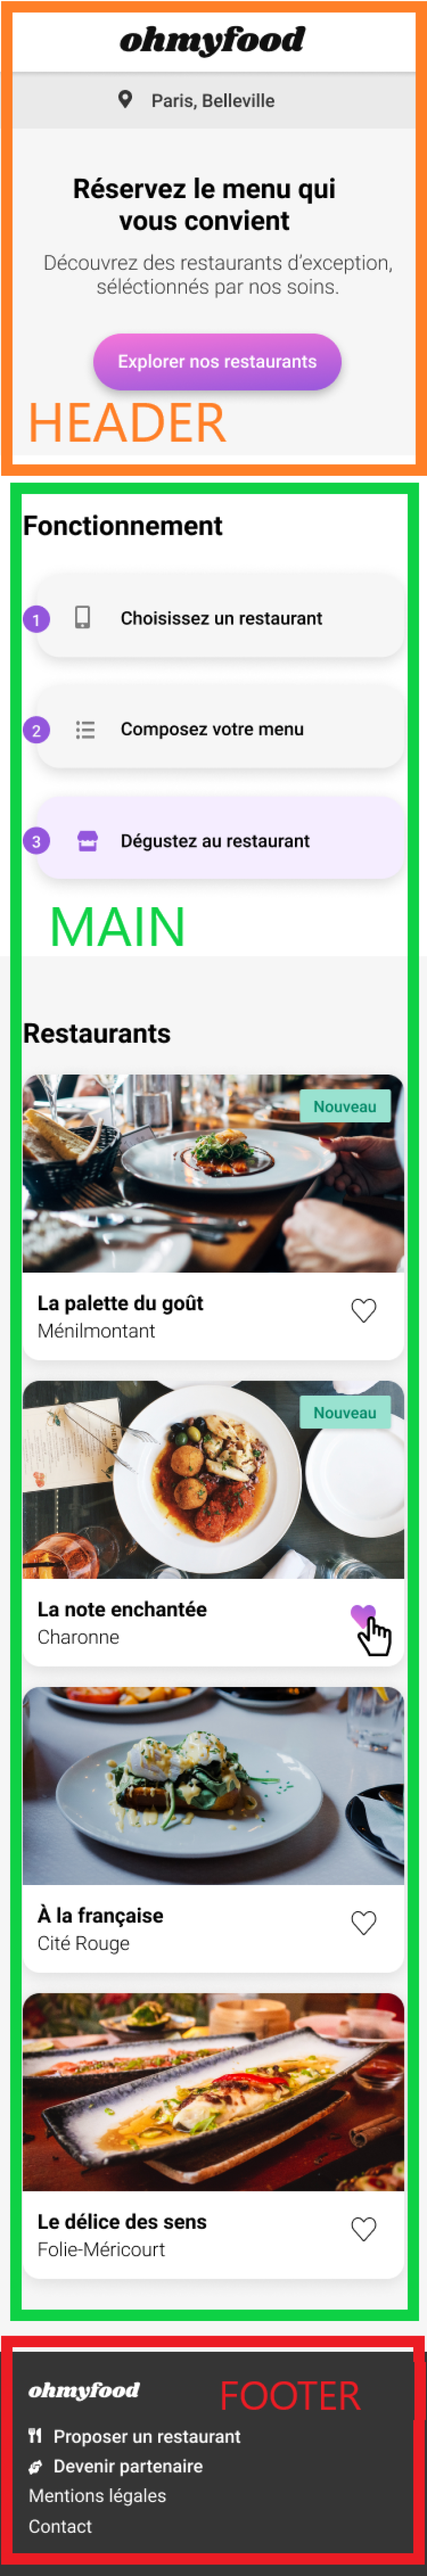 ohmyfood
Paris, Belleville
Réservez le menu qui
vous convient
Découvrez des restaurants d’exception,
séléctionnés par nos soins.
Explorer nos restaurants
HEADER
Fonctionnement
1 Choisissez un restaurant
2 Composez votre menu
3 Dégustez au restaurant
MAIN
Restaurants
Nouveau
La palette du goût
Ménilmontant
Nouveau
La note enchantée
Charonne
À la française
Cité Rouge
Le délice des sens
Folie-Méricourt
ohmyfood
FOOTER
Proposer un restaurant
Devenir partenaire
Mentions légales
Contact